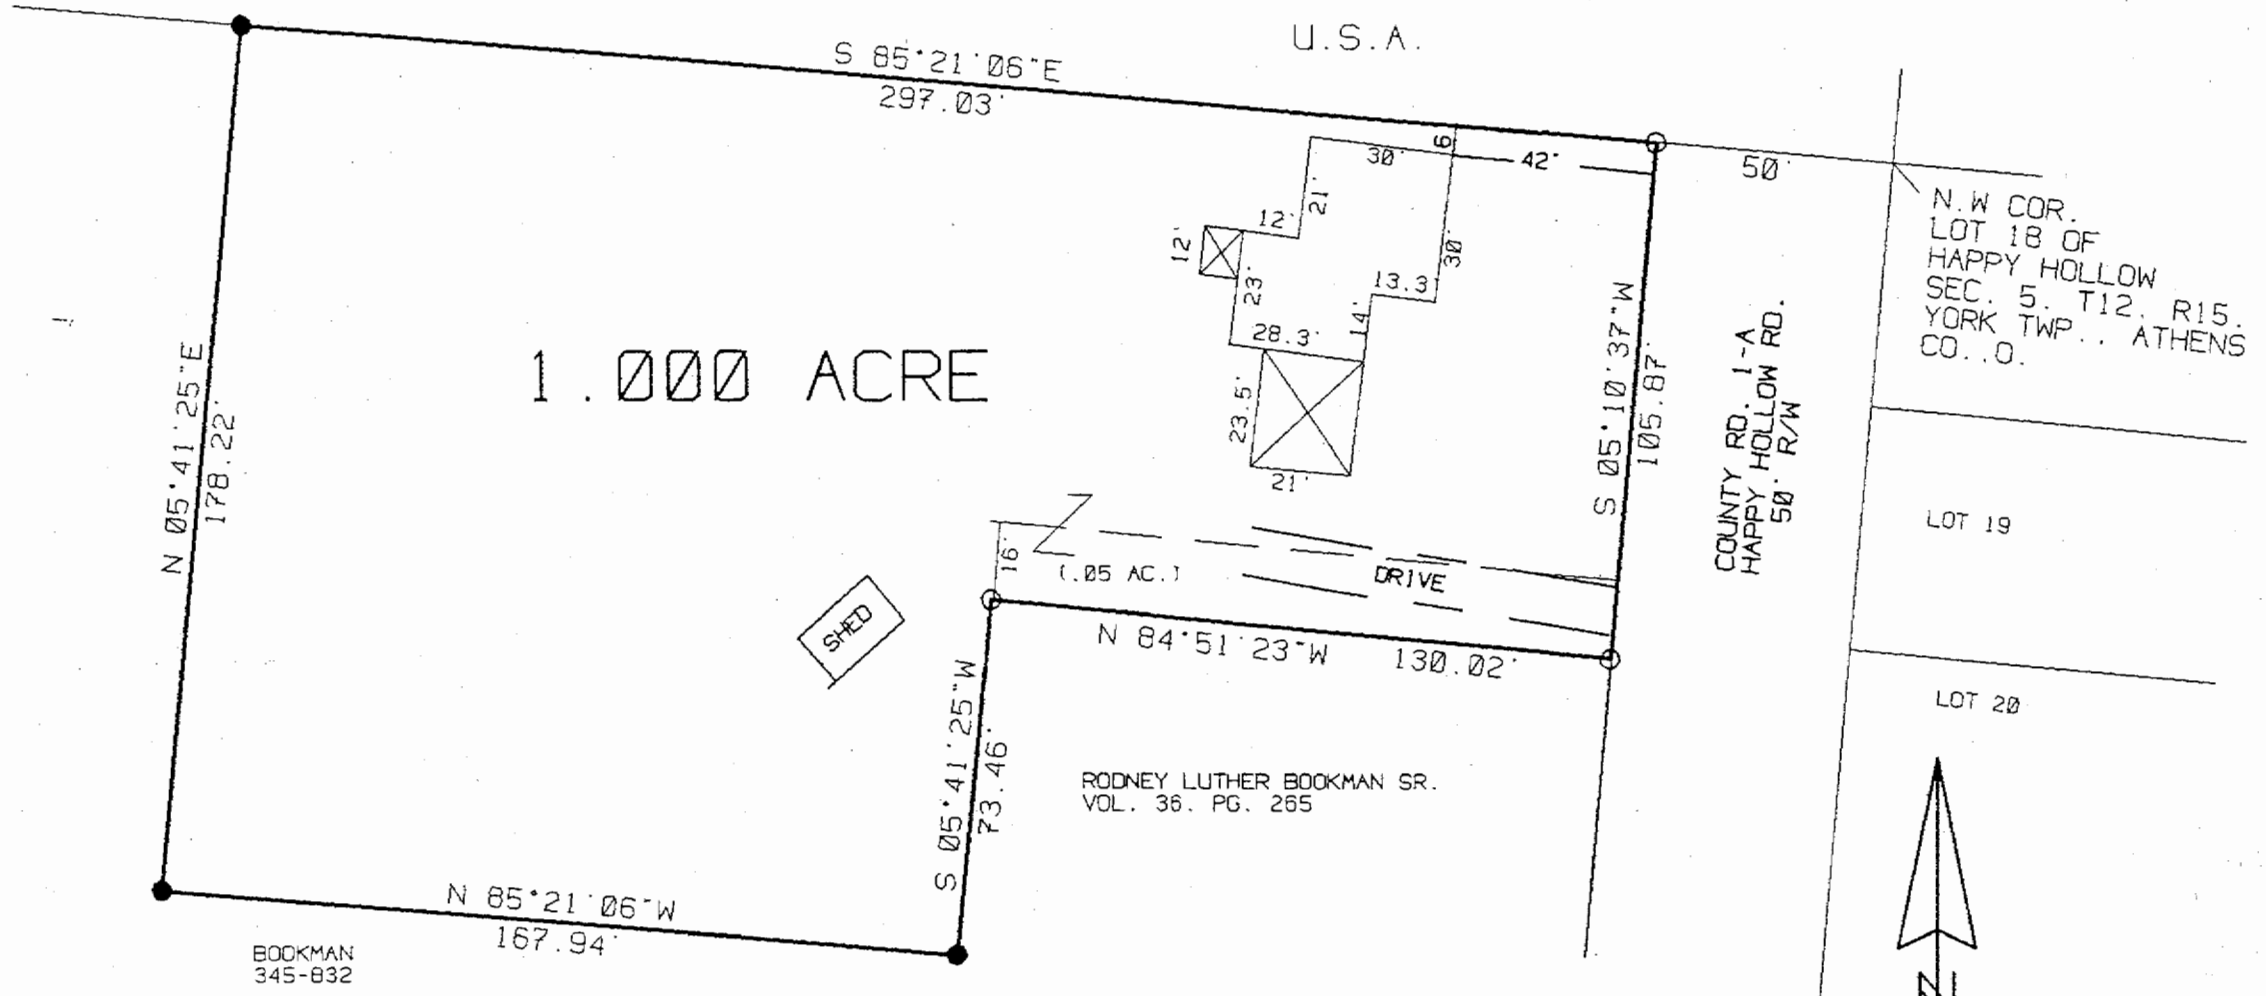 U.S.A.
S 85°21'06"E
297.03'
6
30'
42'
50'
21'
12'
12'
23'
30'
13.3'
14'
28.3'
23.5'
21'
N.W COR.
LOT 18 OF
HAPPY HOLLOW
SEC. 5. T12. R15.
YORK TWP.. ATHENS
CO..O.
1.000 ACRE
N 05°41'25"E
178.22'
S 05°10'37"W
105.87'
COUNTY RD. 1-A
HAPPY HOLLOW RD.
50' R/W
LOT 19
16'
(.05 AC.)
DRIVE
SHED
N 84°51'23"W 130.02'
LOT 20
S 05°41'25"W
73.46'
RODNEY LUTHER BOOKMAN SR.
VOL. 36. PG. 265
N 85°21'06"W
167.94'
BOOKMAN
345-832
N